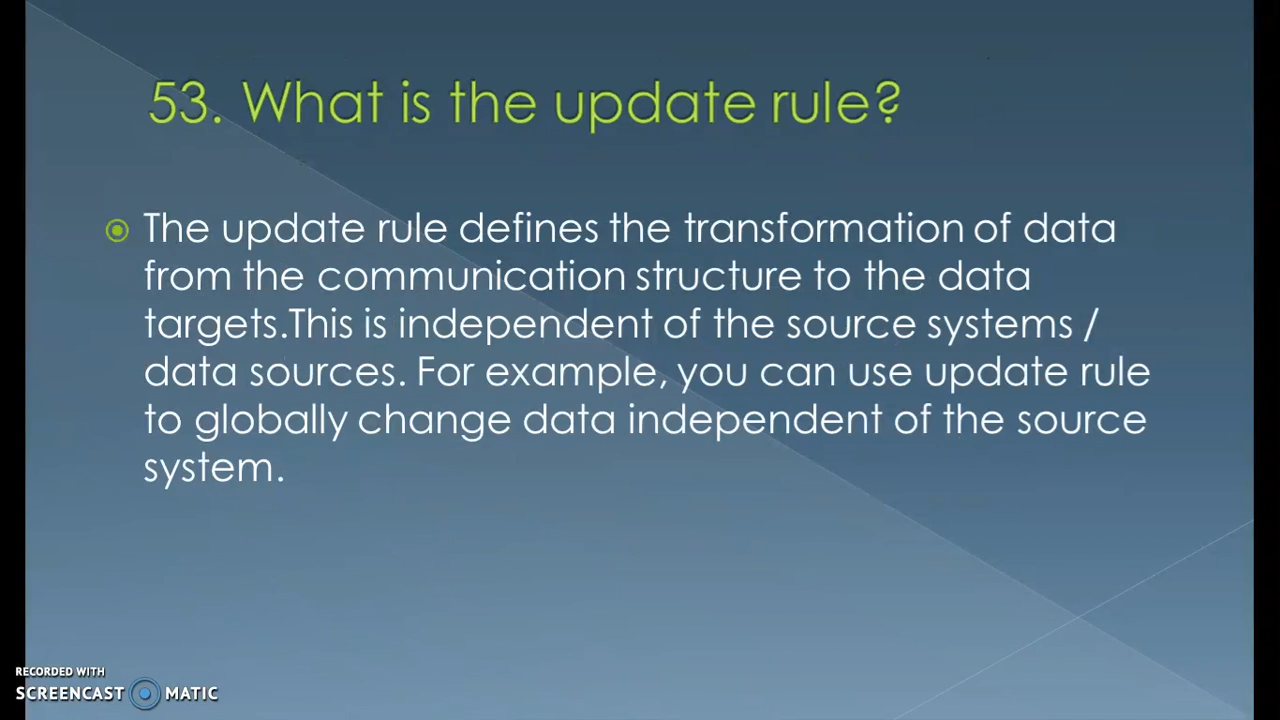 53. What is the update rule?
The update rule defines the transformation of data
from the communication structure to the data
targets.This is independent of the source systems /
data sources. For example, you can use update rule
to globally change data independent of the source
system.
RECORDED WITH
SCREENCAST MATIC